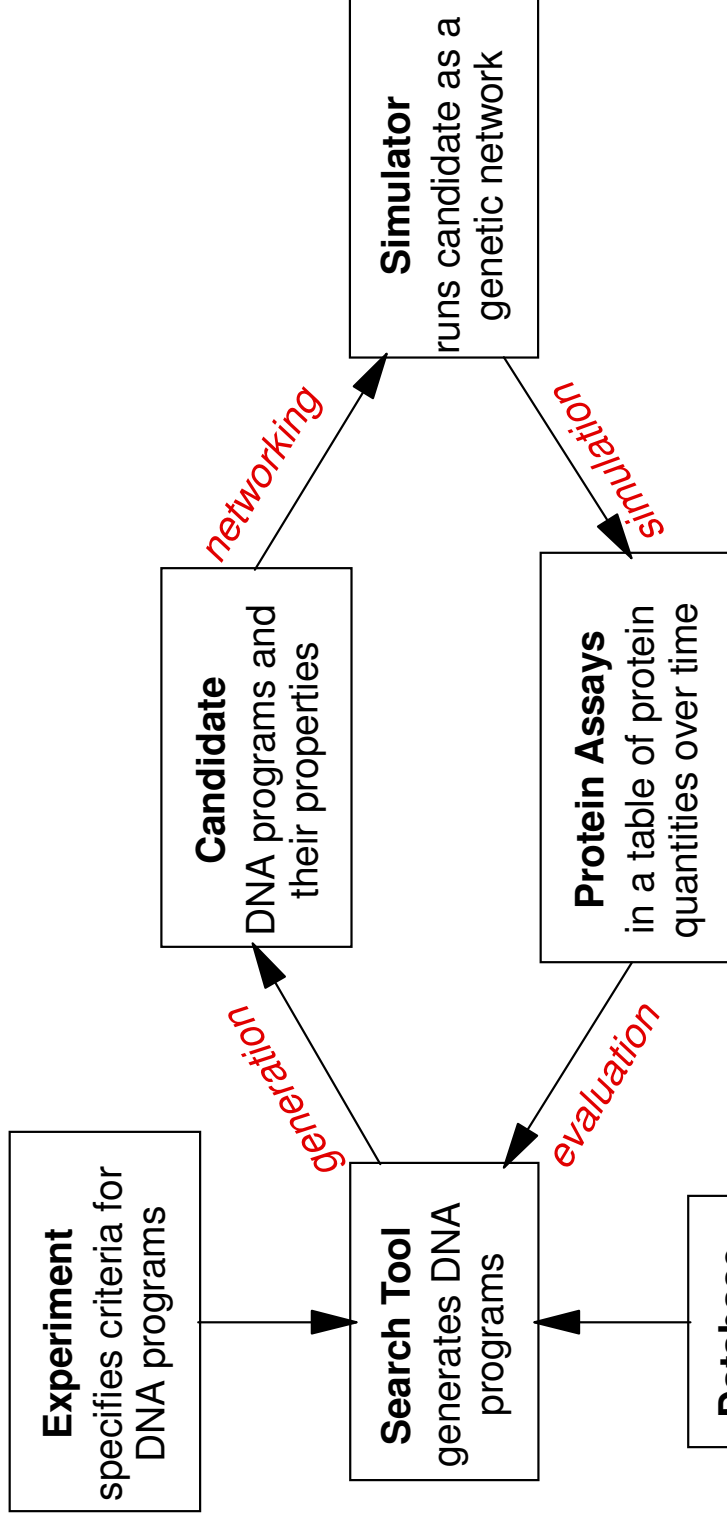 Experiment
specifies criteria for
DNA programs
generation
Search Tool
generates DNA
programs
Candidate
DNA programs and
their properties
networking
Simulator
runs candidate as a
genetic network
simulation
Protein Assays
in a table of protein
quantities over time
evaluation